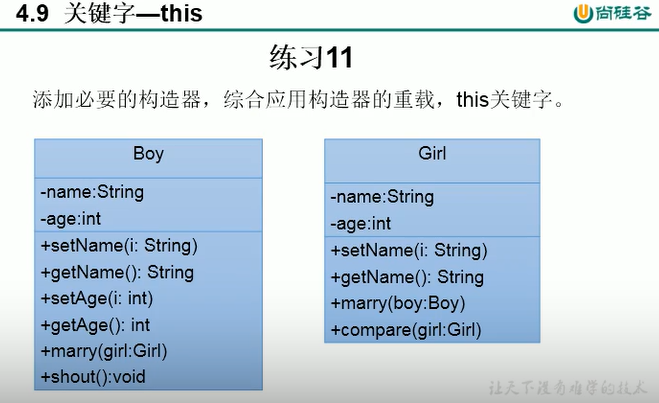 4.9 关键字—this
尚硅谷
练习11
添加必要的构造器，综合应用构造器的重载，this关键字。
Boy
-name:String
-age:int
+setName(i: String)
+getName(): String
+setAge(i: int)
+getAge(): int
+marry(girl:Girl)
+shout():void
Girl
-name:String
-age:int
+setName(i: String)
+getName(): String
+marry(boy:Boy)
+compare(girl:Girl)
让天下没有难学的技术